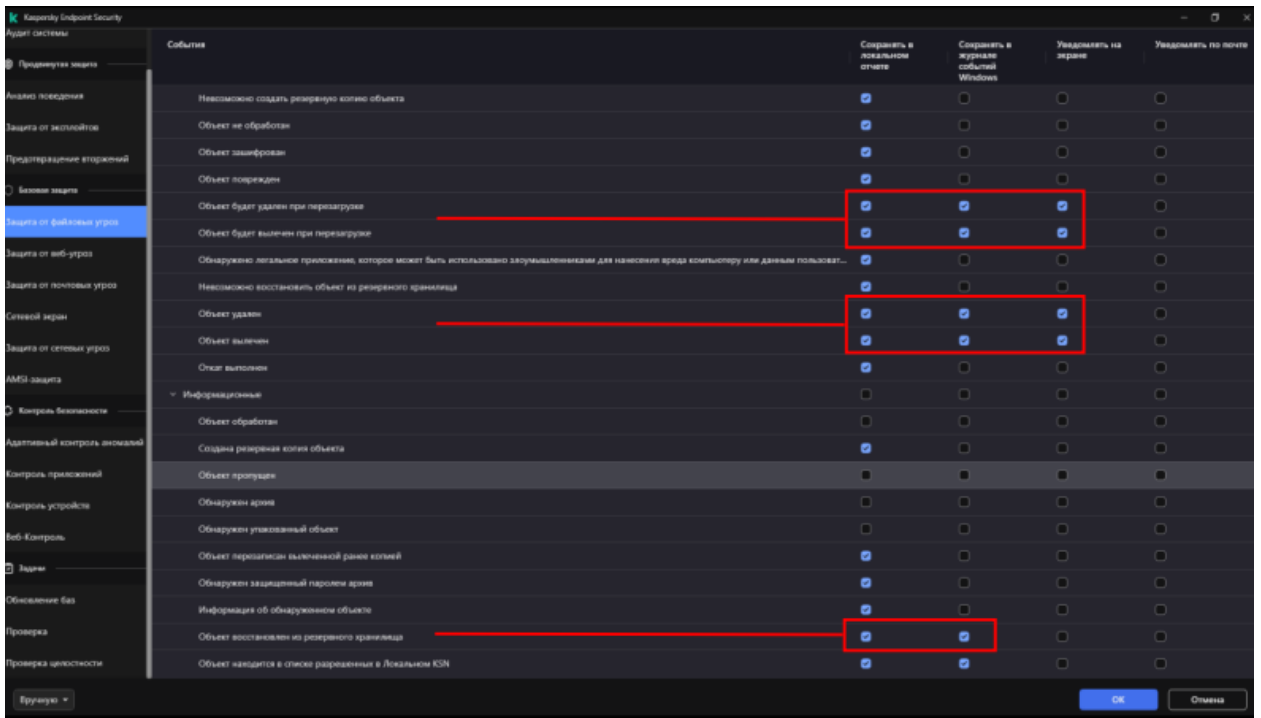 Kaspersky Endpoint Security
Аудит системы
Продвинутая защита
Анализ поведения
Защита от эксплойтов
Предотвращение вторжений
Базовая защита
Защита от файловых угроз
Защита от веб-угроз
Защита от почтовых угроз
Сетевой экран
Защита от сетевых угроз
AMSI-защита
Контроль безопасности
Адаптивный контроль аномалий
Контроль приложений
Контроль устройств
Веб-Контроль
Задачи
Обновление баз
Проверка
Проверка целостности
События
Сохранять в
локальном
отчете
Сохранять в
журнале
событий
Windows
Уведомлять на
экране
Уведомлять по почте
Невозможно создать резервную копию объекта
Объект не обработан
Объект зашифрован
Объект поврежден
Объект будет удален при перезагрузке
Объект будет вылечен при перезагрузке
Обнаружено легальное приложение, которое может быть использовано злоумышленниками для нанесения вреда компьютеру или данным пользоват...
Невозможно восстановить объект из резервного хранилища
Объект удален
Объект вылечен
Откат выполнен
Информационные
Объект обработан
Создана резервная копия объекта
Объект пропущен
Обнаружен архив
Обнаружен упакованный объект
Объект перезаписан вылеченной ранее копией
Обнаружен защищенный паролем архив
Информация об обнаруженном объекте
Объект восстановлен из резервного хранилища
Объект находится в списке разрешенных в Локальном KSN
Вручную
ОК
Отмена